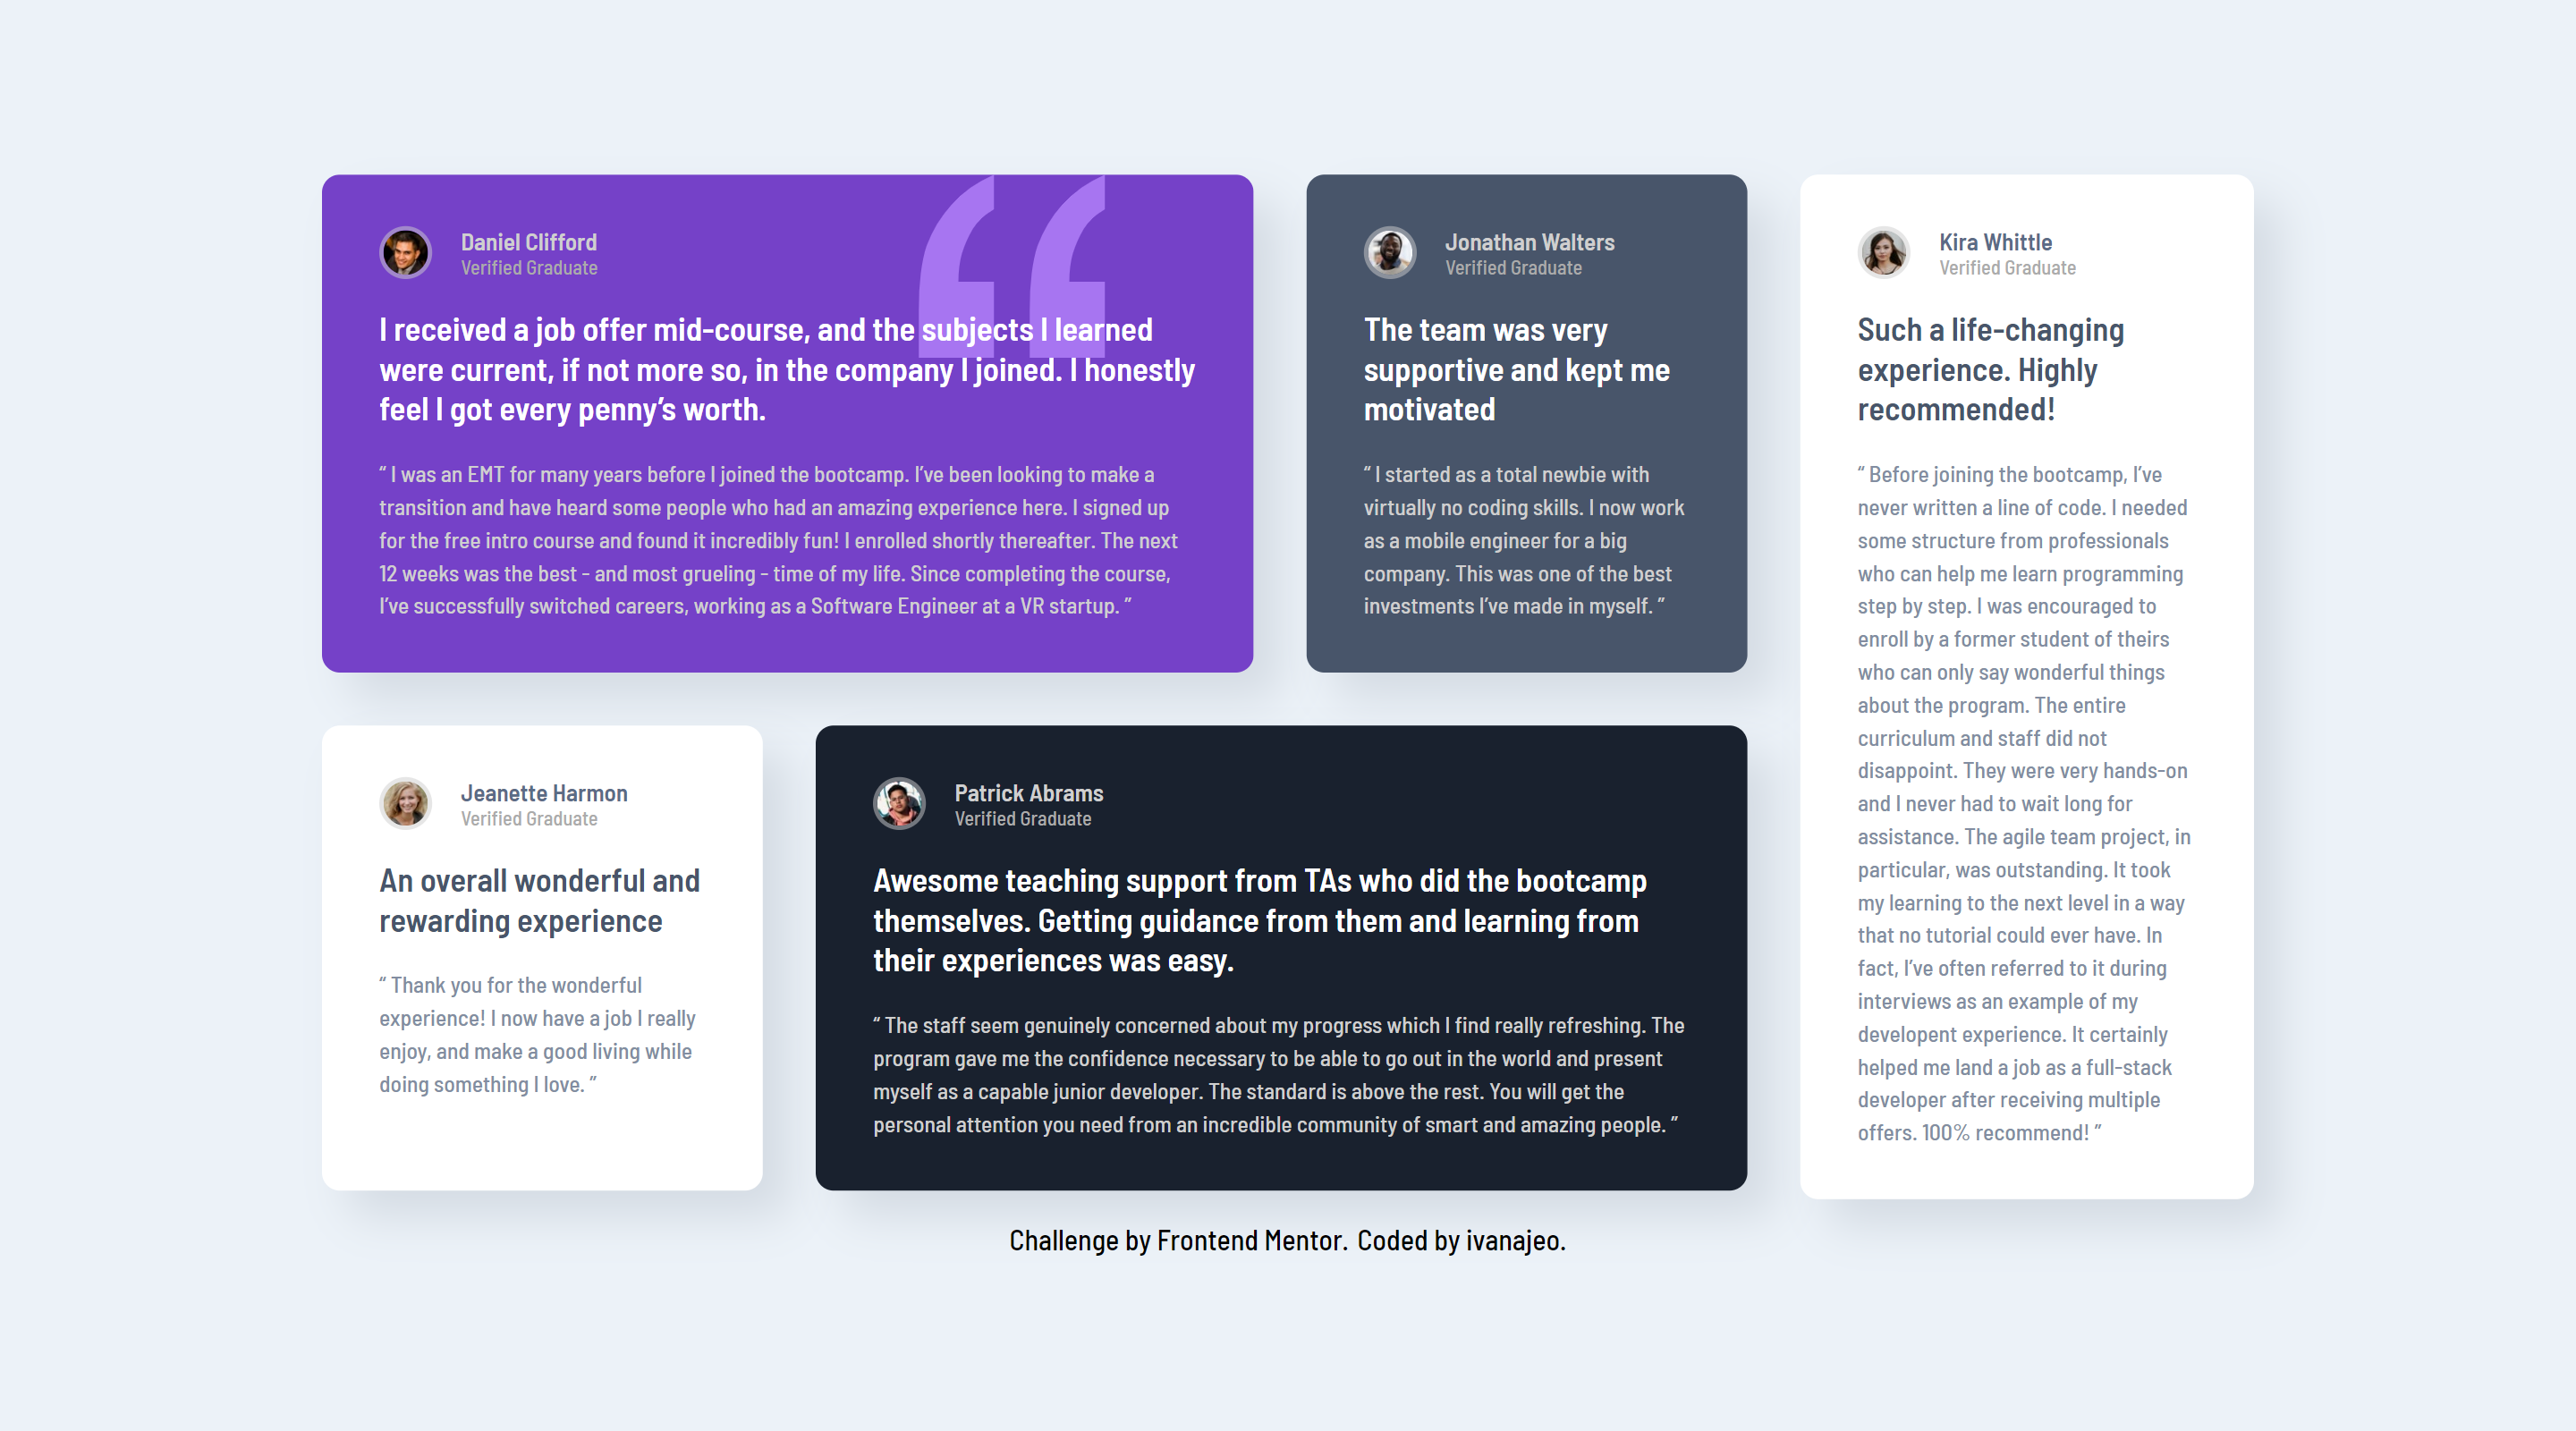 Daniel Clifford
Verified Graduate
I received a job offer mid-course, and the subjects I learned
were current, if not more so, in the company I joined. I honestly
feel I got every penny’s worth.
“ I was an EMT for many years before I joined the bootcamp. I’ve been looking to make a
transition and have heard some people who had an amazing experience here. I signed up
for the free intro course and found it incredibly fun! I enrolled shortly thereafter. The next
12 weeks was the best - and most grueling - time of my life. Since completing the course,
I’ve successfully switched careers, working as a Software Engineer at a VR startup. ”
Jonathan Walters
Verified Graduate
The team was very
supportive and kept me
motivated
“ I started as a total newbie with
virtually no coding skills. I now work
as a mobile engineer for a big
company. This was one of the best
investments I’ve made in myself. ”
Kira Whittle
Verified Graduate
Such a life-changing
experience. Highly
recommended!
“ Before joining the bootcamp, I’ve
never written a line of code. I needed
some structure from professionals
who can help me learn programming
step by step. I was encouraged to
enroll by a former student of theirs
who can only say wonderful things
about the program. The entire
curriculum and staff did not
disappoint. They were very hands-on
and I never had to wait long for
assistance. The agile team project, in
particular, was outstanding. It took
my learning to the next level in a way
that no tutorial could ever have. In
fact, I’ve often referred to it during
interviews as an example of my
developent experience. It certainly
helped me land a job as a full-stack
developer after receiving multiple
offers. 100% recommend! ”
Jeanette Harmon
Verified Graduate
An overall wonderful and
rewarding experience
“ Thank you for the wonderful
experience! I now have a job I really
enjoy, and make a good living while
doing something I love. ”
Patrick Abrams
Verified Graduate
Awesome teaching support from TAs who did the bootcamp
themselves. Getting guidance from them and learning from
their experiences was easy.
“ The staff seem genuinely concerned about my progress which I find really refreshing. The
program gave me the confidence necessary to be able to go out in the world and present
myself as a capable junior developer. The standard is above the rest. You will get the
personal attention you need from an incredible community of smart and amazing people. ”
Challenge by Frontend Mentor. Coded by ivanajeo.